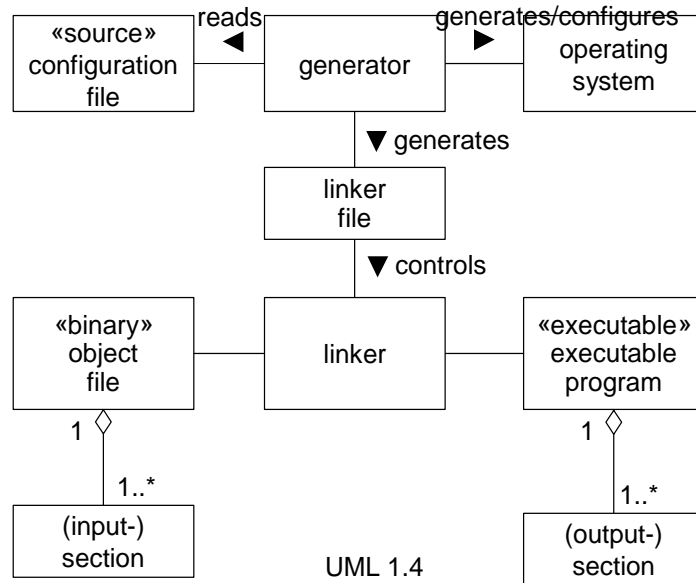 reads
generates/configures
«source»
configuration
file
generator
operating
system
generates
linker
file
controls
«binary»
object
file
linker
«executable»
executable
program
1
1
1..*
1..*
(input-)
section
(output-)
section
UML 1.4